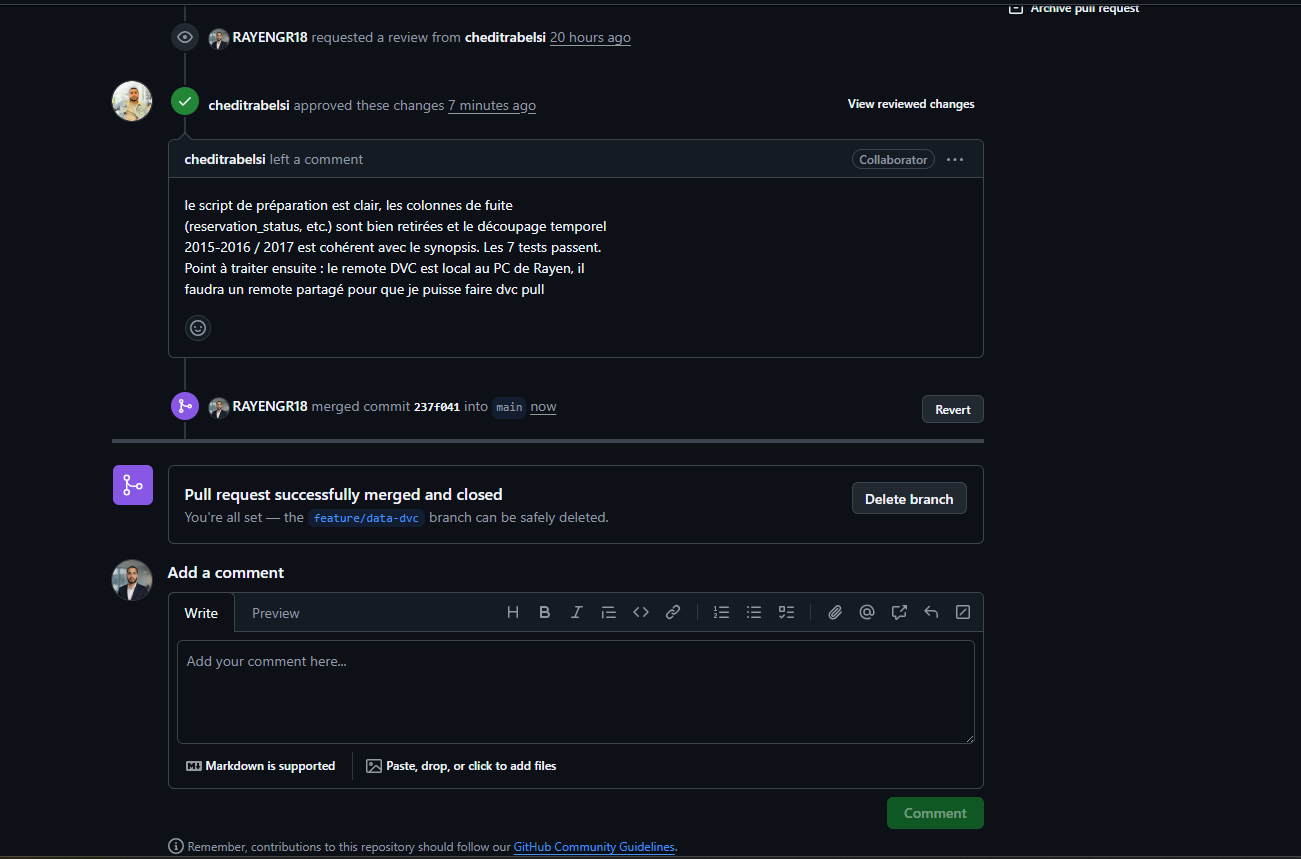 Archive pull request
RAYENGR18 requested a review from cheditrabelsi 20 hours ago
cheditrabelsi approved these changes 7 minutes ago
View reviewed changes
cheditrabelsi left a comment
Collaborator
le script de préparation est clair, les colonnes de fuite
(reservation_status, etc.) sont bien retirées et le découpage temporel
2015-2016 / 2017 est cohérent avec le synopsis. Les 7 tests passent.
Point à traiter ensuite : le remote DVC est local au PC de Rayen, il
faudra un remote partagé pour que je puisse faire dvc pull
RAYENGR18 merged commit 237f041 into main now
Revert
Pull request successfully merged and closed
You're all set — the feature/data-dvc branch can be safely deleted.
Delete branch
Add a comment
Write
Preview
Add your comment here...
Markdown is supported
Paste, drop, or click to add files
Comment
Remember, contributions to this repository should follow our GitHub Community Guidelines.